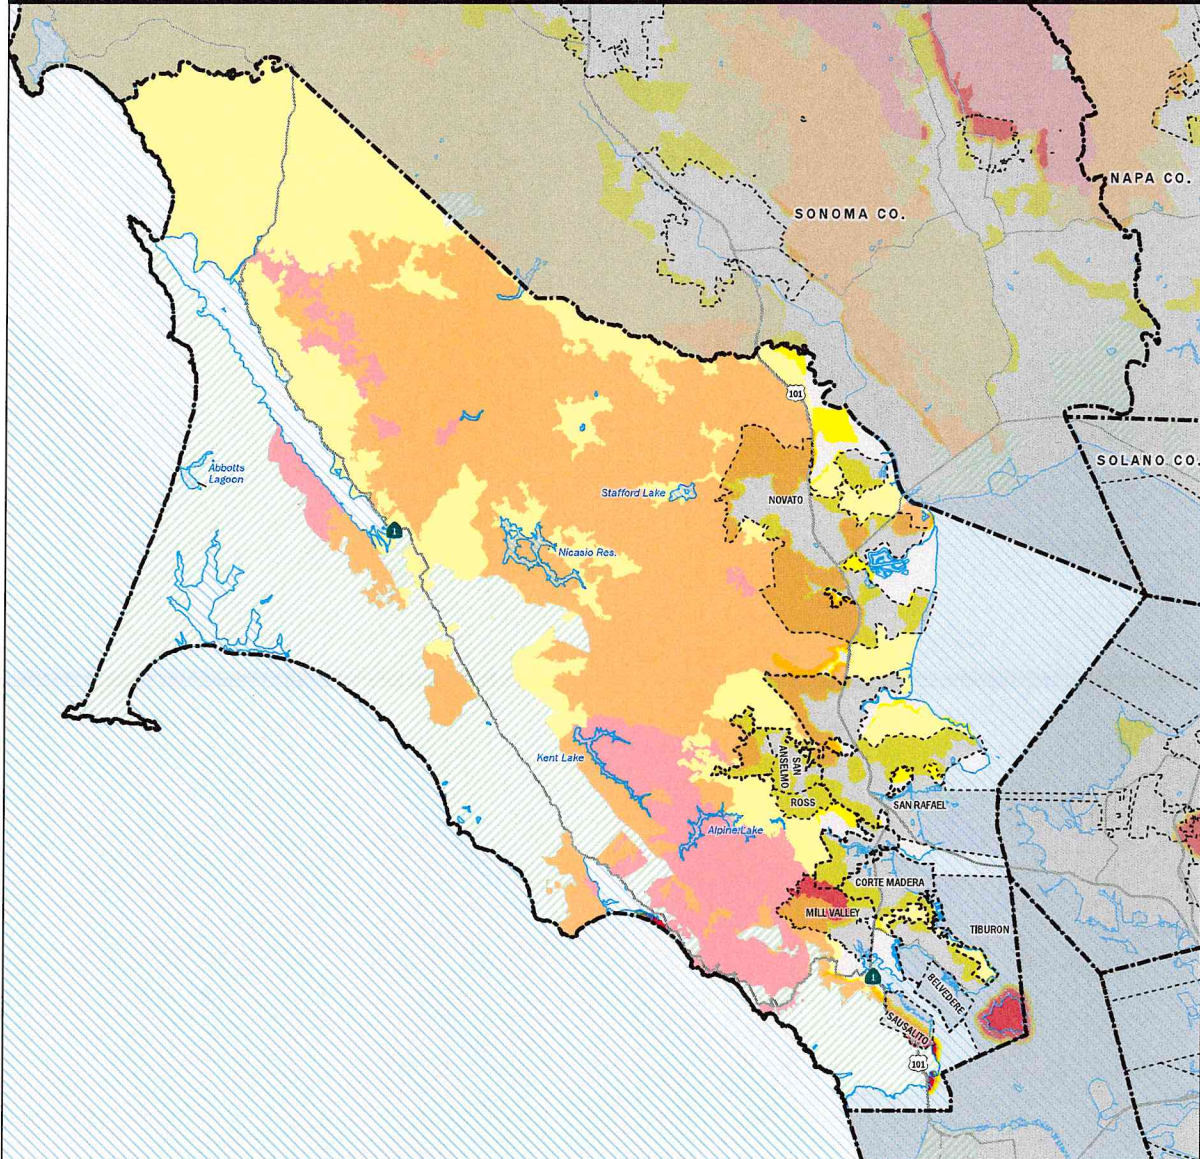 NAPA CO.
SONOMA CO.
101
SOLANO CO.
Abbotts
Lagoon
Stafford Lake
NOVATO
1
Nicasio Res.
Kent Lake
SAN
ANSELMO
ROSS
SAN RAFAEL
Alpine Lake
CORTE MADERA
MILL VALLEY
TIBURON
1
BELVEDERE
SAUSALITO
101